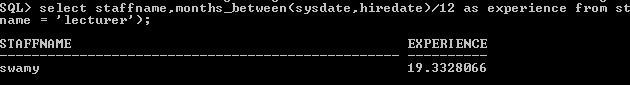 SQL> select staffname,months_between(sysdate,hiredate)/12 as experience from st
name = 'lecturer');
STAFFNAME EXPERIENCE
-------------------------------------------------- ----------
swamy 19.3328066